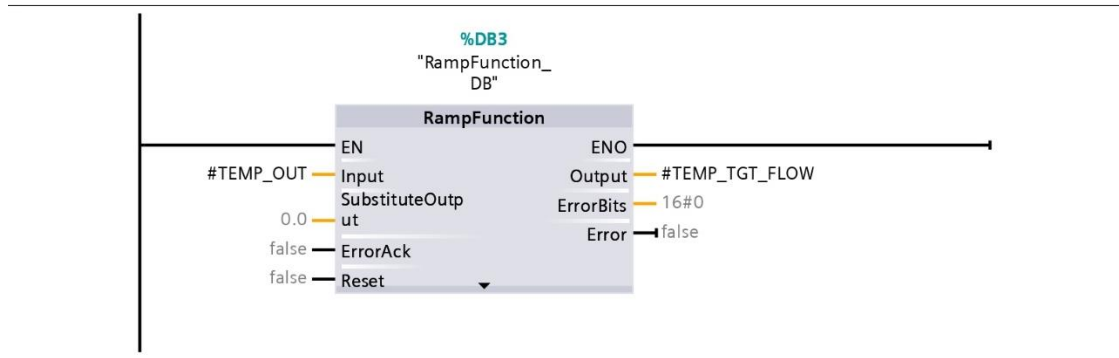 %DB3
"RampFunction_
DB"
RampFunction
EN ENO
#TEMP_OUT Input Output #TEMP_TGT_FLOW
SubstituteOutp
0.0 ut ErrorBits 16#0
false ErrorAck Error false
false Reset